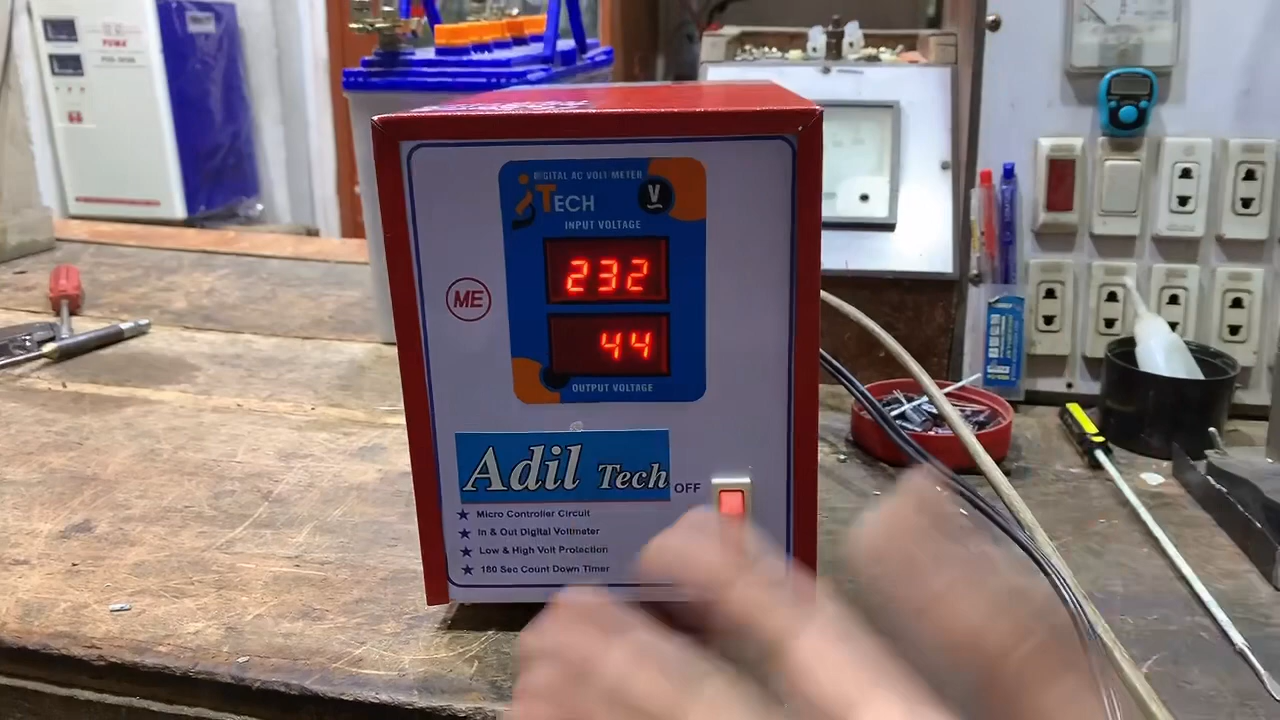 DIGITAL AC VOLT METER
TECH
V
INPUT VOLTAGE
232
ME
44
OUTPUT VOLTAGE
Adil Tech
OFF
Micro Controller Circuit
In & Out Digital Voltmeter
Low & High Volt Protection
180 Sec Count Down Timer